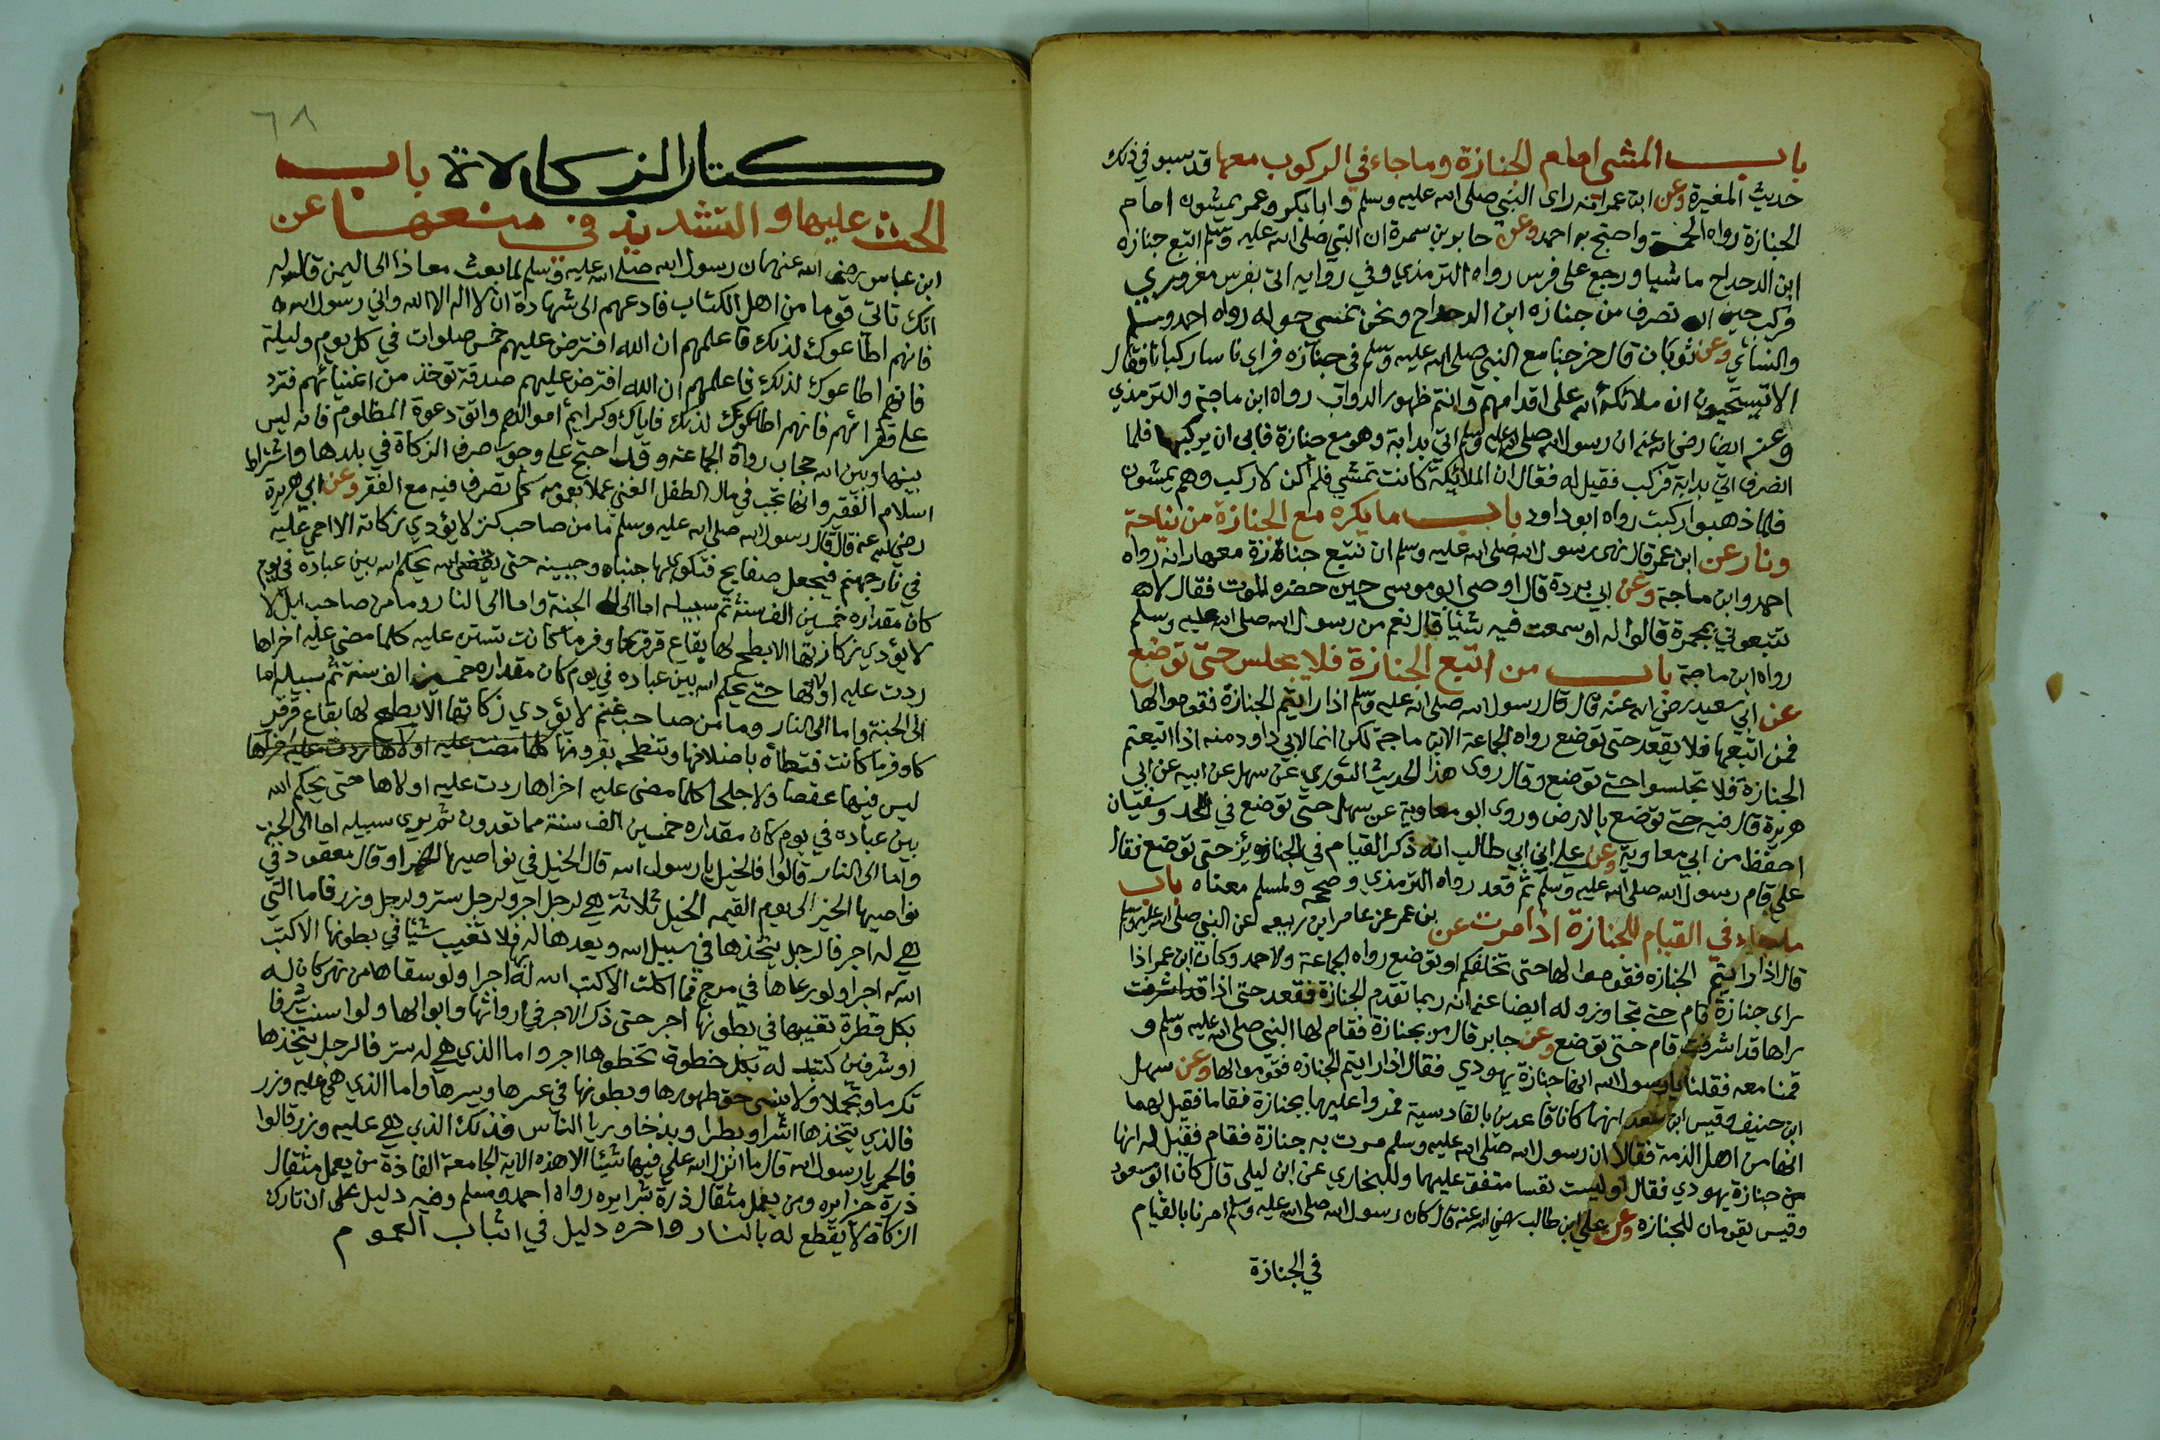 باب المشي امام الجنازة وما جاء في الركوب معها قد سبق في ذلك
حديث المغيرة وعن ابن عمر انه راى النبي صلى الله عليه وسلم وابا بكر وعمر يمشون امام
الجنازة رواه الخمسة واحتج به احمد وعن جابر بن سمرة ان النبي صلى الله عليه وسلم اتبع جنازه
ابن الدحداح ماشيا ورجع على فرس رواه الترمذي وفي رواية اتى بفرس معروري
فركب حين انصرف من جنازه ابن الدحداح ونحن نمشي حوله رواه احمد ومسلم
والنسائي وعن ثوبان قال خرجنا مع النبي صلى الله عليه وسلم في جنازه فراى ناسا ركبانا فقال
الا تستحيون ان ملائكة الله على اقدامهم وانتم ظهور الدواب رواه ابن ماجة والترمذي
وعنه ايضا رضي الله عنه ان رسول الله صلى الله عليه وسلم اتي بدابة وهو مع جنازة فابى ان يركبها فلما
انصرف اتي بدابة فركب فقيل له فقال ان الملائكة كانت تمشي فلم اكن لاركب وهم يمشون
فلما ذهبوا ركبت رواه ابو داود باب ما يكره مع الجنازة من نياحة
ونار عن ابن عمر قال نهى رسول الله صلى الله عليه وسلم ان نتبع جنازة معها رانه رواه
احمد وابن ماجة وعن ابي بردة قال اوصى ابو موسى حين حضره الموت فقال لا
تتبعوني بمجمرة قالوا له اوسمعت فيه شيئا قال نعم من رسول الله صلى الله عليه وسلم
رواه ابن ماجة باب من اتبع الجنازة فلا يجلس حتى توضع
عن ابي سعيد رضي الله عنه قال قال رسول الله صلى الله عليه وسلم اذا رايتم الجنازة فقوموا لها
فمن اتبعها فلا يقعد حتى توضع رواه الجماعة الا ابن ماجة لكن انما لابي داود منه اذا اتبعتم
الجنازة فلا تجلسوا حتى توضع وقال روى هذا الحديث الثوري عن سهل عن ابيه عن ابي
هريرة قال فيه حتى توضع بالارض وروى ابو معاوية عن سهل حتى توضع في اللحد وسفيان
احفظ من ابي معاوية وعن علي ابن ابي طالب انه ذكر القيام في الجنائز حتى توضع فقال
علي قام رسول الله صلى الله عليه وسلم ثم قعد رواه الترمذي وصححه ولمسلم معناه باب
ما جاء في القيام للجنازة اذا مرت عن بن عمر عن عامر ابن ربيعه عن النبي صلى الله عليه وسلم
قال اذا رايتم الجنازه فقوموا لها حتى تخلفكم او توضع رواه الجماعة ولاحمد وكان ابن عمر اذا
راى جنازة قام حتى تجاوزه وله ايضا عنه انه ربما تقدم الجنازة فقعد حتى اذا قد اشرفت
راها قد اشرفت قام حتى توضع وعن جابر قال مر بجنازة فقام لها النبي صلى الله عليه وسلم و
قمنا معه فقلنا يا رسول الله انها جنازة يهودي فقال اذا رايتم الجنازه فقوموا لها وعن سهل
ابن حنيف وقيس ابن سعد انهما كانا قاعدين بالقادسية فمروا عليها بجنازة فقاما فقيل لهما
انها من اهل الذمة فقالا ان رسول الله صلى الله عليه وسلم مرت به جنازة فقام فقيل له انها
من جنازة يهودي فقال اوليست نفسا متفق عليهما وللبخاري عن ابن ليلى قال كان ابو مسعود
وقيس يقومان للجنازه وعن علي ابن طالب رضي الله عنه قال كان رسول الله صلى الله عليه وسلم امرنا بالقيام
في الجنازة
٦٨
كتاب الزكاة باب
الحث عليها والتشديد في منعها عن
ابن عباس رضي الله عنهما ان رسول الله صلى الله عليه وسلم لما بعث معاذا الى اليمن قال له
انك تاتي قوما من اهل الكتاب فادعهم الى شهادة ان لا اله الا الله واني رسول الله
فانهم اطاعوك لذلك فاعلمهم ان الله افترض عليهم خمس صلوات في كل يوم وليلة
فانهم اطاعوك لذلك فاعلمهم ان الله افترض عليهم صدقة توخذ من اغنيائهم فترد
على فقرائهم فانهم اطاعوك لذلك فاياك وكرايم اموالهم واتق دعوة المظلوم فانه ليس
بينها وبين الله حجاب رواه الجماعة وقد احتج على وجوب صرف الزكاة في بلدها واشتراط
اسلام الفقير وانها تجب في مال الطفل الغني عملا بعمومه كما تصرف فيه مع الفقر وعن ابي هريرة
رضي الله عنه قال قال رسول الله صلى الله عليه وسلم ما من صاحب كنز لا يؤدي زكاته الا احمي عليه
في نار جهنم فيجعل صفايح فتكوى بها جنباه وجبينه حتى يقضي الله يحكم الله بين عباده في يوم
كان مقداره خمسين الف سنة ثم سبيله اما الى الجنة واما الى النار وما من صاحب ابل لا
لا يؤدي زكاتها الا بطح لها بقاع قرقر كاوفر ما كانت تستن عليه كلما مضى عليه اخراها
ردت عليه اولاها حتى يحكم الله بين عباده في يوم كان مقداره خمسين الف سنة ثم سبيله اما
الى الجنة واما الى النار وما من صاحب غنم لا يؤدي زكاتها الا بطح لها بقاع قرقر
كاوفر ما كانت فتطأه باضلافها وتنطحه بقرونها كلما مضت عليه اولاها ردت عليه اخراها
ليس فيها عقصا ولا جلحا كلما مضى عليه اخراها ردت عليه اولاها حتى يحكم الله
بين عباده في يوم كان مقداره خمسين الف سنة مما تعدون ثم يرى سبيله اما الى الجنة
واما الى النار قالوا فالخيل يا رسول الله قال الخيل في نواصيها الخير او قال معقود في
نواصيها الخير الى يوم القيمه الخيل ثلاثة هي لرجل اجر ولرجل ستر ولرجل وزر فاما التي
هي له اجر فالرجل يتخذها في سبيل الله ويعدها له فلا تغيب شيئا في بطونها الا كتب
الله له اجرا ولو رعاها في مرج فما اكلت الا كتب الله له بها اجرا ولو سقاها من نهر كان له
بكل قطرة تغيبها في بطونها اجر حتى ذكر الاجر في ارواثها وابوالها ولو استنت شرفا
او شرفين كتب له بكل خطوة تخطوها اجر واما الذي هي له ستر فالرجل يتخذها
تكرما وتجملا ولا ينسى حق ظهورها وبطونها في عسرها ويسرها واما الذي هي عليه وزر
فالذي يتخذها اشرا وبطرا وبذخا وريا الناس فذلك الذي هي عليه وزر قالوا
فالحمر يا رسول الله قال ما انزل الله علي فيها شيئا الا هذه الاية الجامعة الفاذة من يعمل مثقال
ذرة خيرا يره ومن يعمل مثقال ذرة شرا يره رواه احمد ومسلم وفيه دليل على ان تارك
الزكاة لا يقطع له بالنار واخره دليل في اثبات العموم